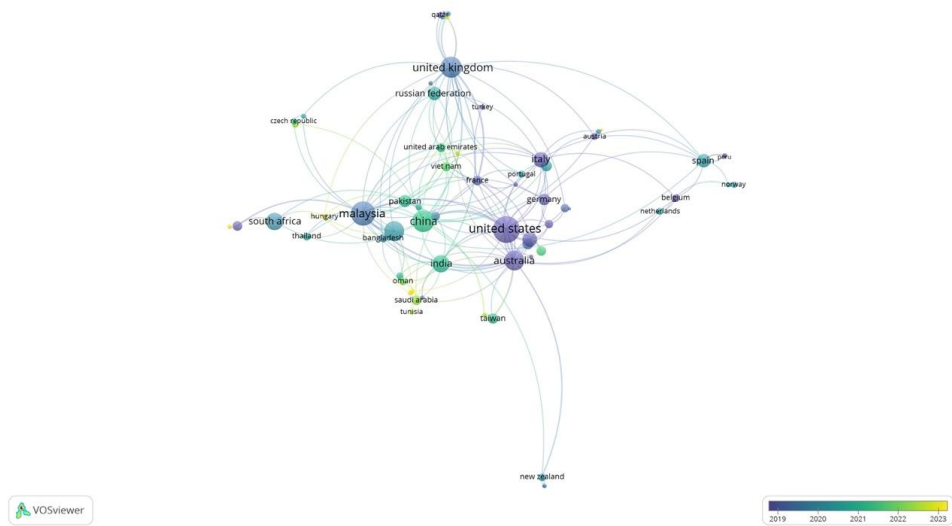 qatar
united kingdom
russian federation
turkey
czech republic
austria
united arab emirates
viet nam
italy
spain
peru
portugal
france
norway
germany
belgium
netherlands
pakistan
malaysia
hungary
south africa
china
united states
thailand
bangladesh
india
australia
oman
saudi arabia
tunisia
taiwan
new zealand
VOSviewer
2019 2020 2021 2022 2023